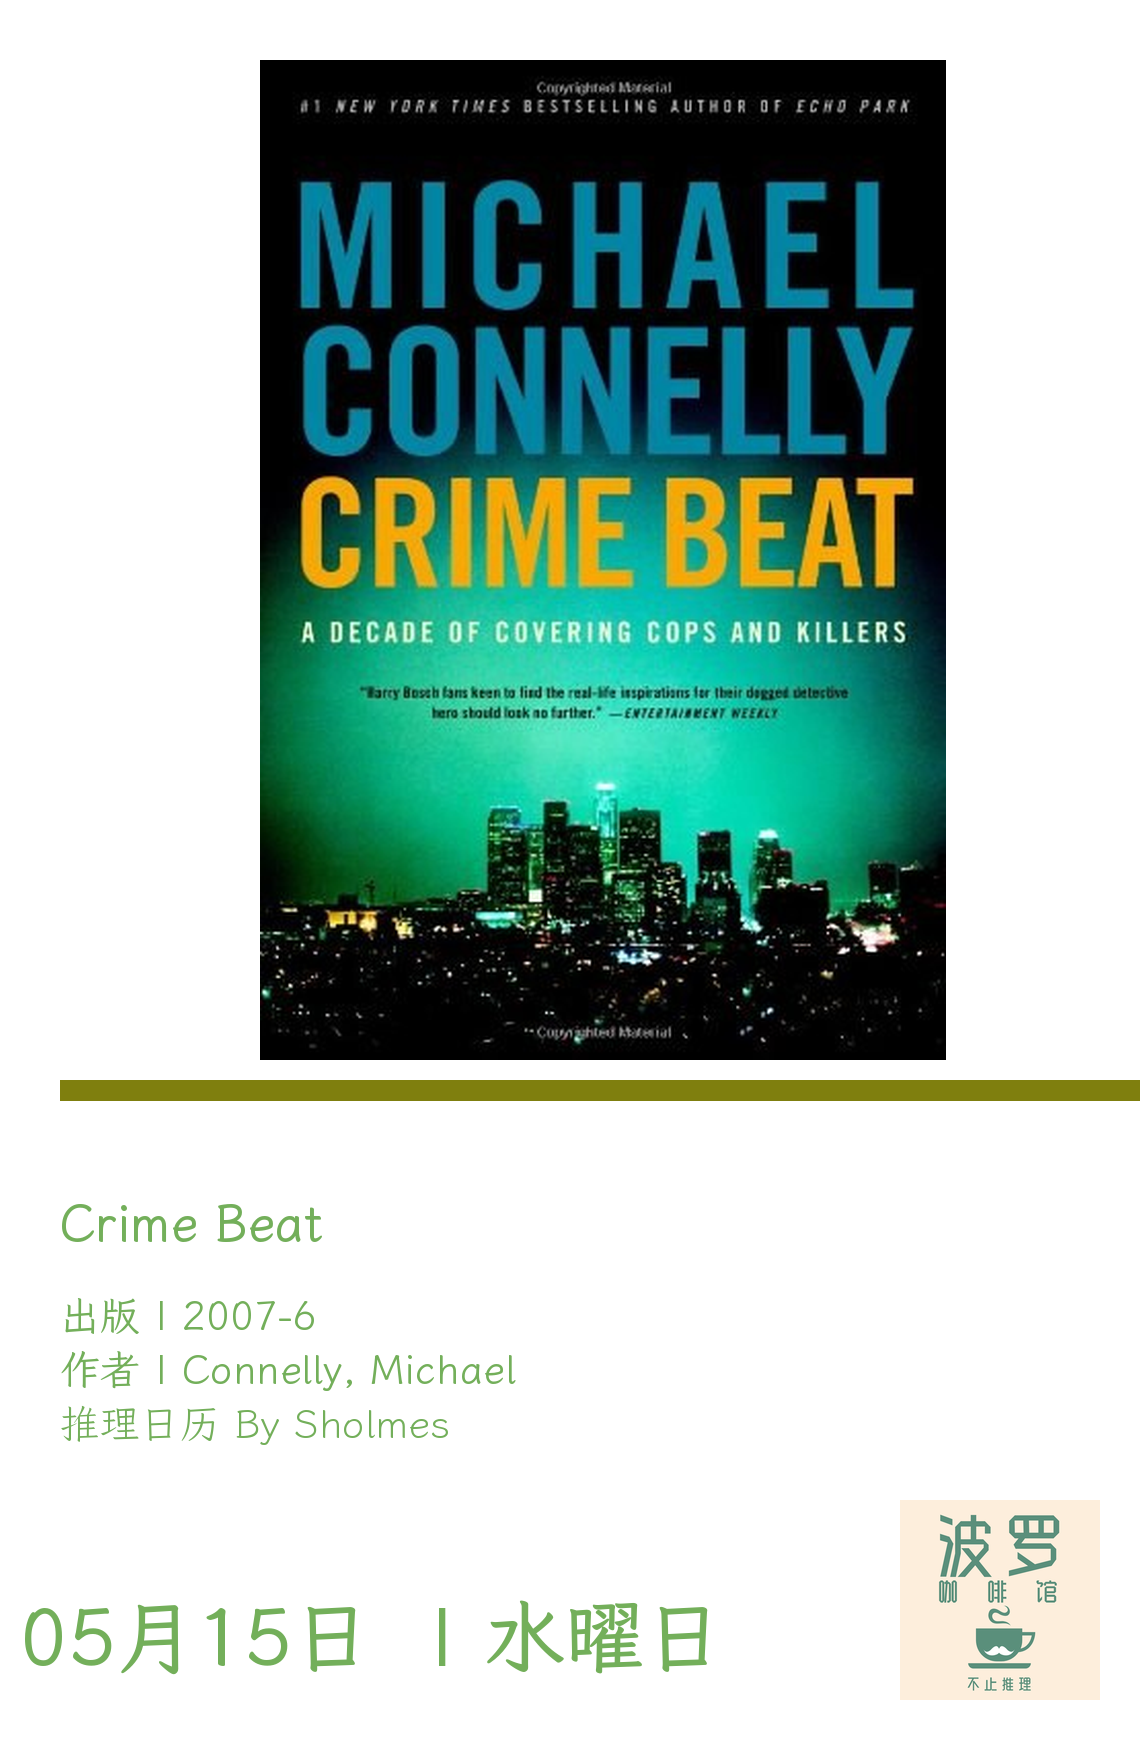 Copyrighted Material
#1 NEW YORK TIMES BESTSELLING AUTHOR OF ECHO PARK
MICHAEL
CONNELLY
CRIME BEAT
A DECADE OF COVERING COPS AND KILLERS
"Harry Bosch fans keen to find the real-life inspirations for their dogged detective
hero should look no further." —ENTERTAINMENT WEEKLY
Copyrighted Material
Crime Beat
出版 | 2007-6
作者 | Connelly, Michael
推理日历 By Sholmes
05月15日 | 水曜日
波罗
咖啡馆
不止推理